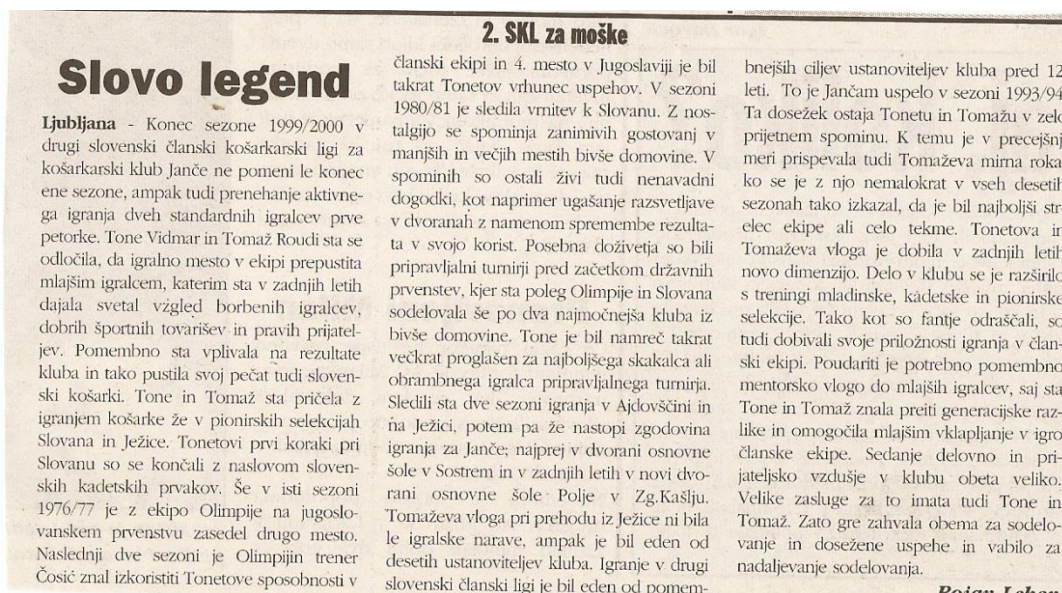 2. SKL za moške
Slovo legend
Ljubljana - Konec sezone 1999/2000 v
drugi slovenski članski košarkarski ligi za
košarkarski klub Janče ne pomeni le konec
ene sezone, ampak tudi prenehanje aktivne-
ga igranja dveh standardnih igralcev prve
petorke. Tone Vidmar in Tomaž Roudi sta se
odločila, da igralno mesto v ekipi prepustita
mlajšim igralcem, katerim sta v zadnjih letih
dajala svetal vzgled borbenih igralcev,
dobrih športnih tovarišev in pravih prijatel-
jev. Pomembno sta vplivala na rezultate
kluba in tako pustila svoj pečat tudi sloven-
ski košarki. Tone in Tomaž sta pričela z
igranjem košarke že v pionirskih selekcijah
Slovana in Ježice. Tonetovi prvi koraki pri
Slovanu so se končali z naslovom sloven-
skih kadetskih prvakov. Še v isti sezoni
1976/77 je z ekipo Olimpije na jugoslo-
vanskem prvenstvu zasedel drugo mesto.
Naslednji dve sezoni je Olimpijin trener
Čosić znal izkoristiti Tonetove sposobnosti v
članski ekipi in 4. mesto v Jugoslaviji je bil
takrat Tonetov vrhunec uspehov. V sezoni
1980/81 je sledila vrnitev k Slovanu. Z nos-
talgijo se spominja zanimivih gostovanj v
manjših in večjih mestih bivše domovine. V
spominih so ostali živi tudi nenavadni
dogodki, kot naprimer ugašanje razsvetljave
v dvoranah z namenom spremembe rezulta-
ta v svojo korist. Posebna doživetja so bili
pripravljalni turnirji pred začetkom državnih
prvenstev, kjer sta poleg Olimpije in Slovana
sodelovala še po dva najmočnejša kluba iz
bivše domovine. Tone je bil namreč takrat
večkrat proglašen za najboljšega skakalca ali
obrambnega igralca pripravljalnega turnirja.
Sledili sta dve sezoni igranja v Ajdovščini in
na Ježici, potem pa že nastopi zgodovina
igranja za Janče; najprej v dvorani osnovne
šole v Sostrem in v zadnjih letih v novi dvo-
rani osnovne šole Polje v Zg.Kašlju.
Tomaževa vloga pri prehodu iz Ježice ni bila
le igralske narave, ampak je bil eden od
desetih ustanoviteljev kluba. Igranje v drugi
slovenski članski ligi je bil eden od pomem-
bnejših ciljev ustanoviteljev kluba pred 12
leti. To je Jančam uspelo v sezoni 1993/94
Ta dosežek ostaja Tonetu in Tomažu v zelo
prijetnem spominu. K temu je v precejšnj
meri prispevala tudi Tomaževa mirna roka
ko se je z njo nemalokrat v vseh desetih
sezonah tako izkazal, da je bil najboljši str-
elec ekipe ali celo tekme. Tonetova in
Tomaževa vloga je dobila v zadnjih letih
novo dimenzijo. Delo v klubu se je razširilo
s treningi mladinske, kadetske in pionirske
selekcije. Tako kot so fantje odraščali, so
tudi dobivali svoje priložnosti igranja v član-
ski ekipi. Poudariti je potrebno pomembno
mentorsko vlogo do mlajših igralcev, saj sta
Tone in Tomaž znala preiti generacijske raz-
like in omogočila mlajšim vklapljanje v igro
članske ekipe. Sedanje delovno in pri-
jateljsko vzdušje v klubu obeta veliko.
Velike zasluge za to imata tudi Tone in
Tomaž. Zato gre zahvala obema za sodelo-
vanje in dosežene uspehe in vabilo za
nadaljevanje sodelovanja.
Bojan